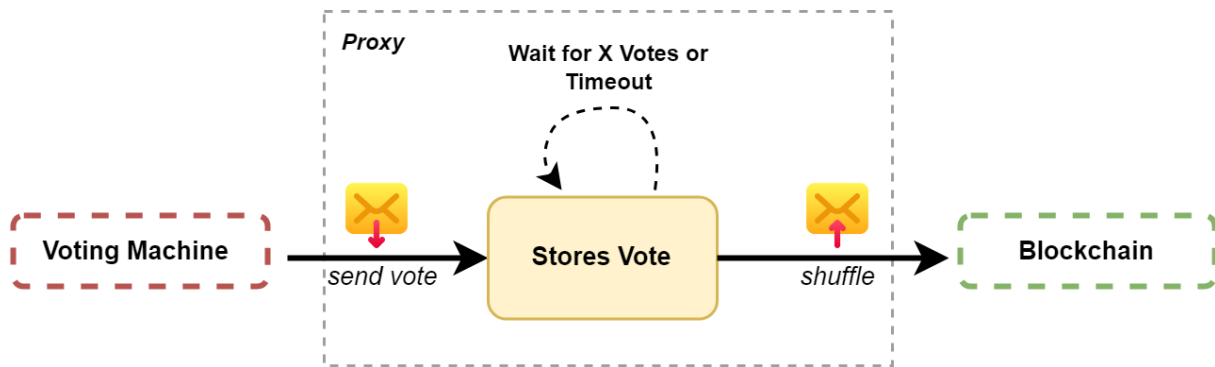 Proxy
Wait for X Votes or
Timeout
Voting Machine
send vote
Stores Vote
shuffle
Blockchain